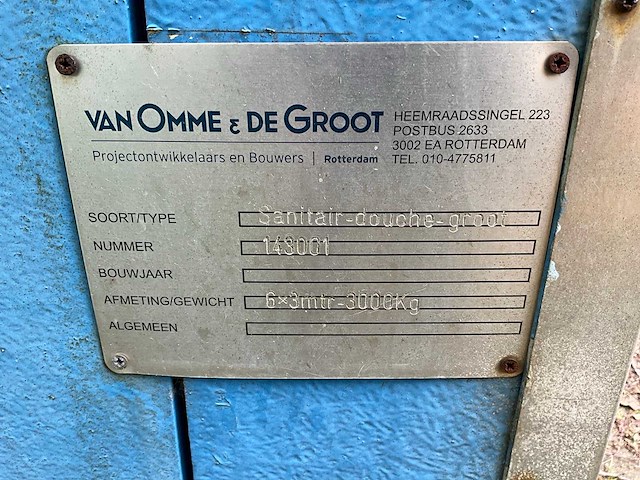 VAN OMME & DE GROOT
Projectontwikkelaars en Bouwers | Rotterdam
HEEMRAADSSINGEL 223
POSTBUS 2633
3002 EA ROTTERDAM
TEL. 010-4775811
SOORT/TYPE Sanitair-douche-groot
NUMMER 143001
BOUWJAAR
AFMETING/GEWICHT 6x3mtr-3000Kg
ALGEMEEN